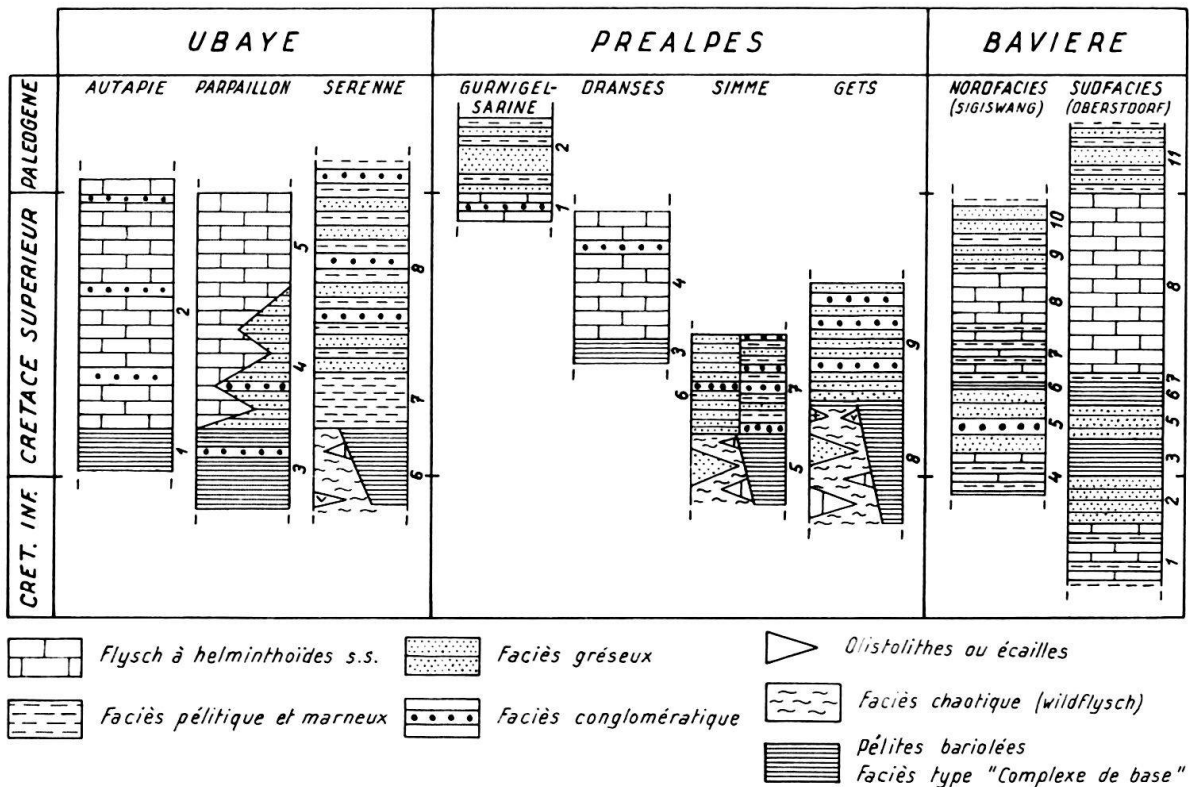 UBAYE
PREALPES
BAVIERE
AUTAPIE
PARPAILLON
SERENNE
GURNIGEL-
SARINE
DRANSES
SIMME
GETS
NORDFACIES
(SIGISWANG)
SUDFACIES
(OBERSTDORF)
PALEOGENE
CRETACE SUPERIEUR
CRET. INF.
1
2
3
4
5
6
7
8
1
2
3
4
5
6
7
8
9
4
5
6
7
8
9
10
1
2
3
5
6
7
8
11
Flysch à helminthoïdes s.s.
Faciès pélitique et marneux
Faciès gréseux
Faciès conglomératique
Olistolithes ou écailles
Faciès chaotique (wildflysch)
Pélites bariolées
Faciès type "Complexe de base"